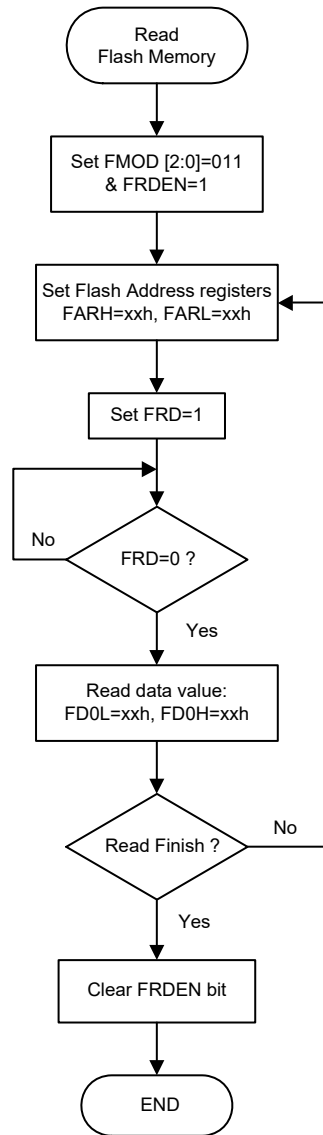 Read
Flash Memory
Set FMOD [2:0]=011
& FRDEN=1
Set Flash Address registers
FARH=xxh, FARL=xxh
Set FRD=1
No
FRD=0 ?
Yes
Read data value:
FD0L=xxh, FD0H=xxh
Read Finish ?
No
Yes
Clear FRDEN bit
END